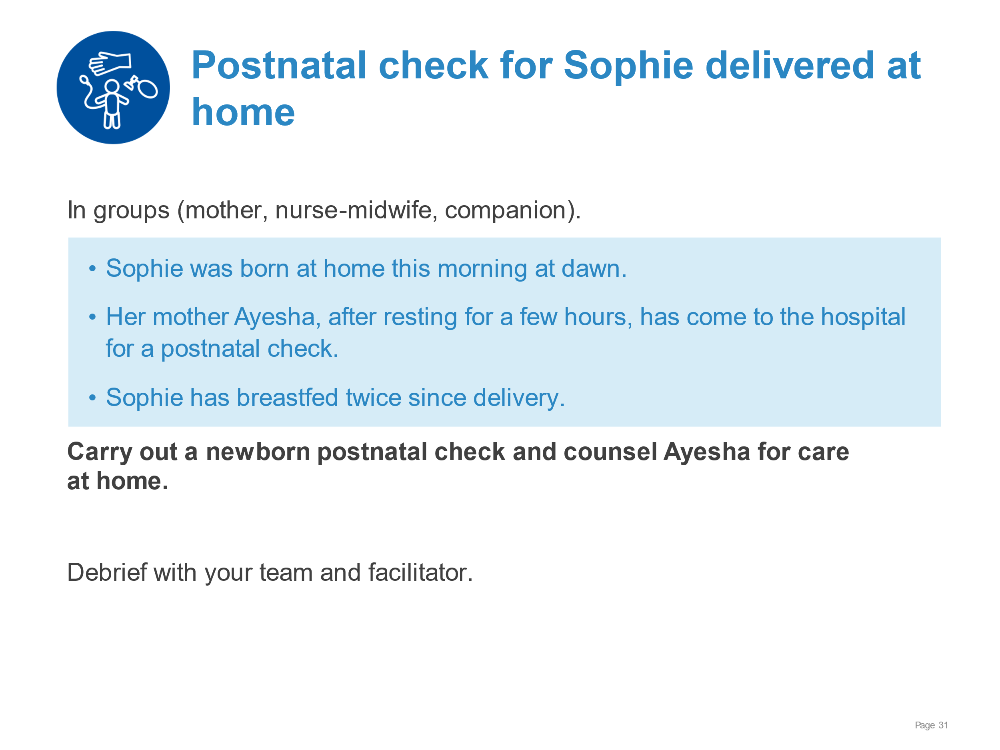 Postnatal check for Sophie delivered at
home
In groups (mother, nurse-midwife, companion).
• Sophie was born at home this morning at dawn.
• Her mother Ayesha, after resting for a few hours, has come to the hospital
for a postnatal check.
• Sophie has breastfed twice since delivery.
Carry out a newborn postnatal check and counsel Ayesha for care
at home.
Debrief with your team and facilitator.
Page 31